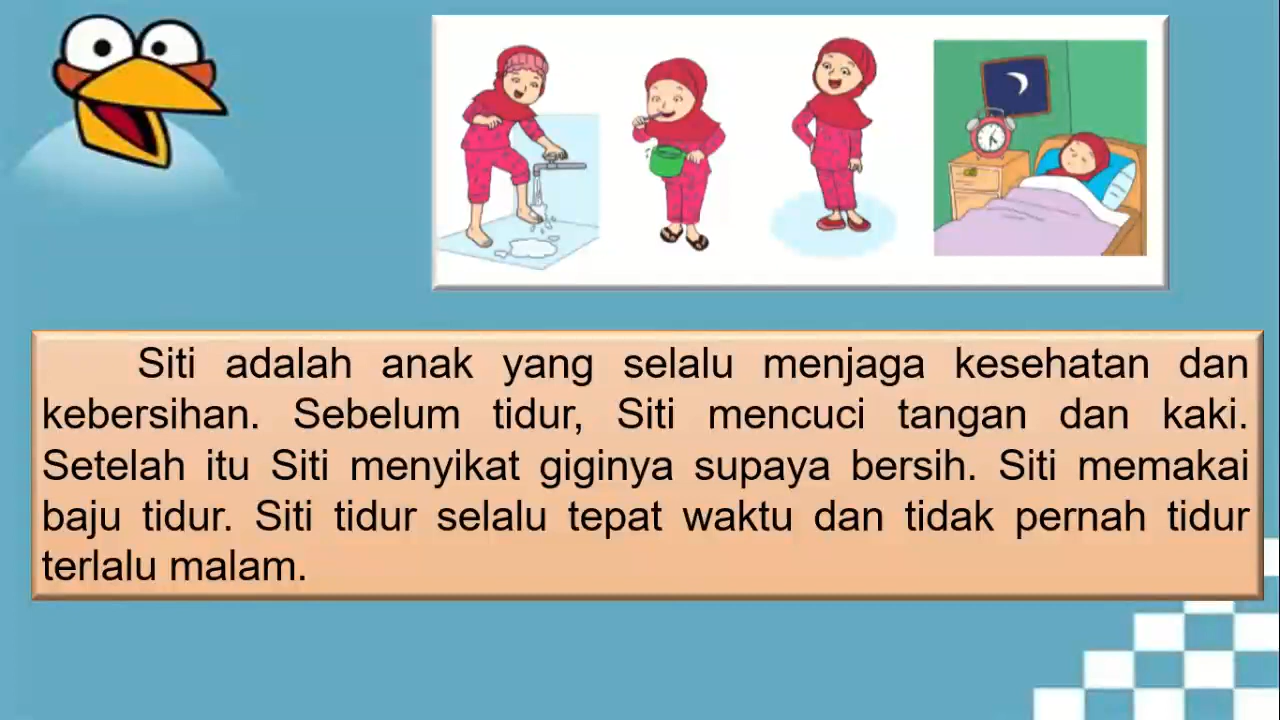 Siti adalah anak yang selalu menjaga kesehatan dan
kebersihan. Sebelum tidur, Siti mencuci tangan dan kaki.
Setelah itu Siti menyikat giginya supaya bersih. Siti memakai
baju tidur. Siti tidur selalu tepat waktu dan tidak pernah tidur
terlalu malam.